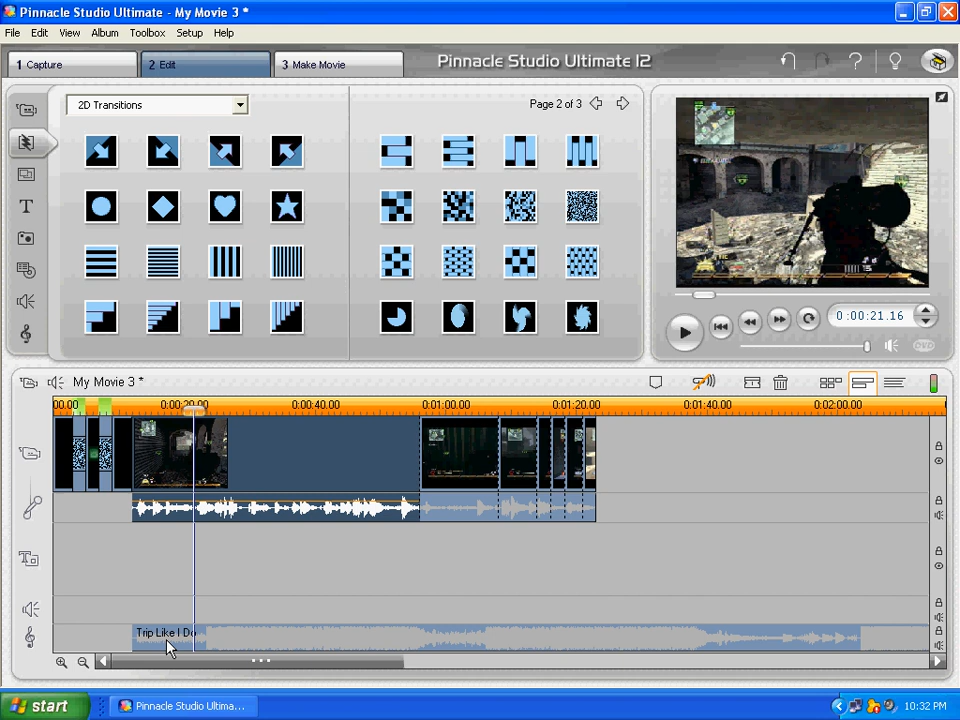 Pinnacle Studio Ultimate - My Movie 3 *
File Edit View Album Toolbox Setup Help
1 Capture
2 Edit
3 Make Movie
Pinnacle Studio Ultimate 12
2D Transitions
Page 2 of 3
0:00:21.16
DVD
My Movie 3 *
00.00
0:00:20.00
0:00:40.00
0:01:00.00
0:01:20.00
0:01:40.00
0:02:00.00
Trip Like I Do
start
Pinnacle Studio Ultima...
10:32 PM